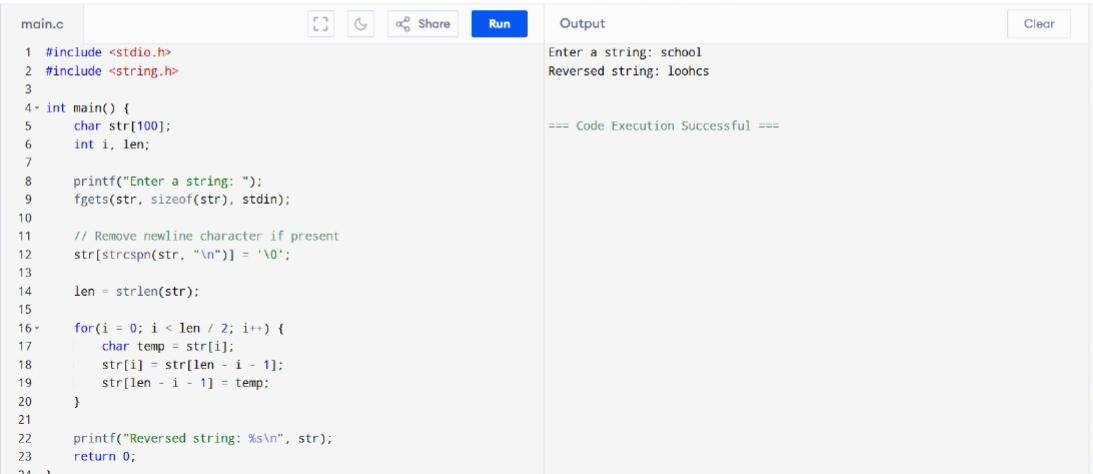 main.c
Share
Run
Output
Clear
1 #include <stdio.h>
2 #include <string.h>
3
4 int main() {
5     char str[100];
6     int i, len;
7
8     printf("Enter a string: ");
9     fgets(str, sizeof(str), stdin);
10
11     // Remove newline character if present
12     str[strcspn(str, "\n")] = '\0';
13
14     len = strlen(str);
15
16     for(i = 0; i < len / 2; i++) {
17         char temp = str[i];
18         str[i] = str[len - i - 1];
19         str[len - i - 1] = temp;
20     }
21
22     printf("Reversed string: %s\n", str);
23     return 0;
Enter a string: school
Reversed string: loohcs
=== Code Execution Successful ===